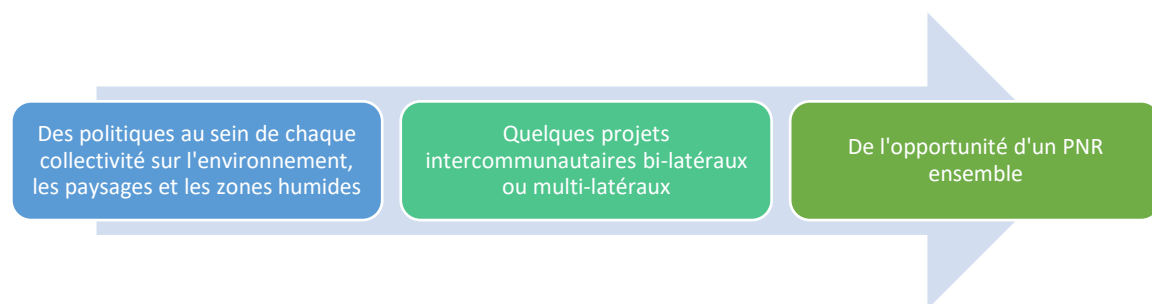 Des politiques au sein de chaque
collectivité sur l'environnement,
les paysages et les zones humides
Quelques projets
intercommunautaires bi-latéraux
ou multi-latéraux
De l'opportunité d'un PNR
ensemble